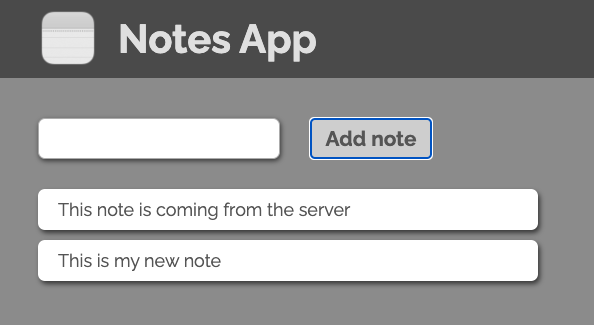 Notes App
Add note
This note is coming from the server
This is my new note